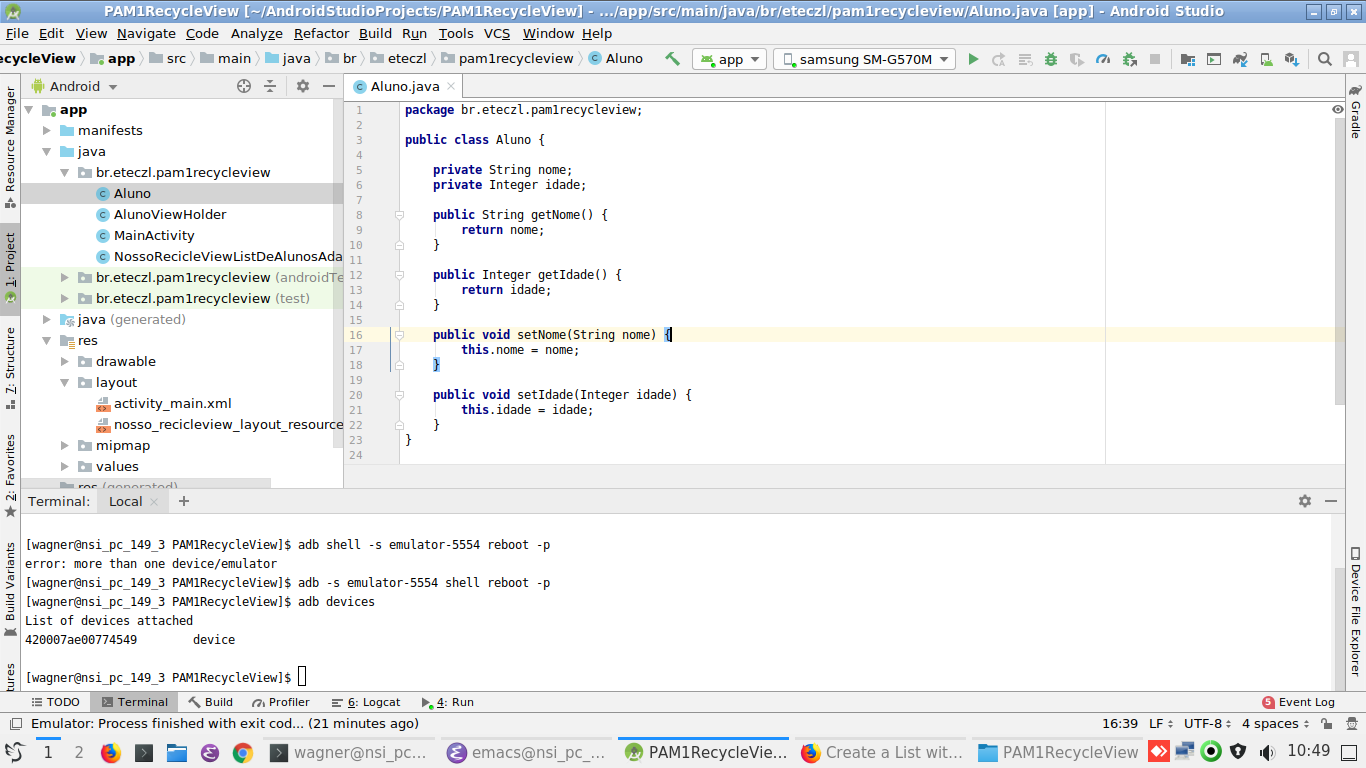 PAM1RecycleView [~/AndroidStudioProjects/PAM1RecycleView] - .../app/src/main/java/br/eteczl/pam1recycleview/Aluno.java [app] - Android Studio
File Edit View Navigate Code Analyze Refactor Build Run Tools VCS Window Help
ecycleView app src main java br eteczl pam1recycleview Aluno app samsung SM-G570M
Android
Aluno.java
Resource Manager
1: Project
7: Structure
2: Favorites
Build Variants
tures
app
manifests
java
br.eteczl.pam1recycleview
Aluno
AlunoViewHolder
MainActivity
NossoRecicleViewListDeAlunosAda
br.eteczl.pam1recycleview (androidTe
br.eteczl.pam1recycleview (test)
java (generated)
res
drawable
layout
activity_main.xml
nosso_recicleview_layout_resource
mipmap
values
res (generated)
1 package br.eteczl.pam1recycleview;
2
3 public class Aluno {
4
5 private String nome;
6 private Integer idade;
7
8 public String getNome() {
9 return nome;
10 }
11
12 public Integer getIdade() {
13 return idade;
14 }
15
16 public void setNome(String nome) {
17 this.nome = nome;
18 }
19
20 public void setIdade(Integer idade) {
21 this.idade = idade;
22 }
23 }
24
Gradle
Device File Explorer
Terminal: Local
[wagner@nsi_pc_149_3 PAM1RecycleView]$ adb shell -s emulator-5554 reboot -p
error: more than one device/emulator
[wagner@nsi_pc_149_3 PAM1RecycleView]$ adb -s emulator-5554 shell reboot -p
[wagner@nsi_pc_149_3 PAM1RecycleView]$ adb devices
List of devices attached
420007ae00774549 device
[wagner@nsi_pc_149_3 PAM1RecycleView]$
TODO Terminal Build Profiler 6: Logcat 4: Run 5 Event Log
Emulator: Process finished with exit cod... (21 minutes ago) 16:39 LF UTF-8 4 spaces
1 2 wagner@nsi_pc_... emacs@nsi_pc_... PAM1RecycleVie... Create a List wit... PAM1RecycleView 10:49